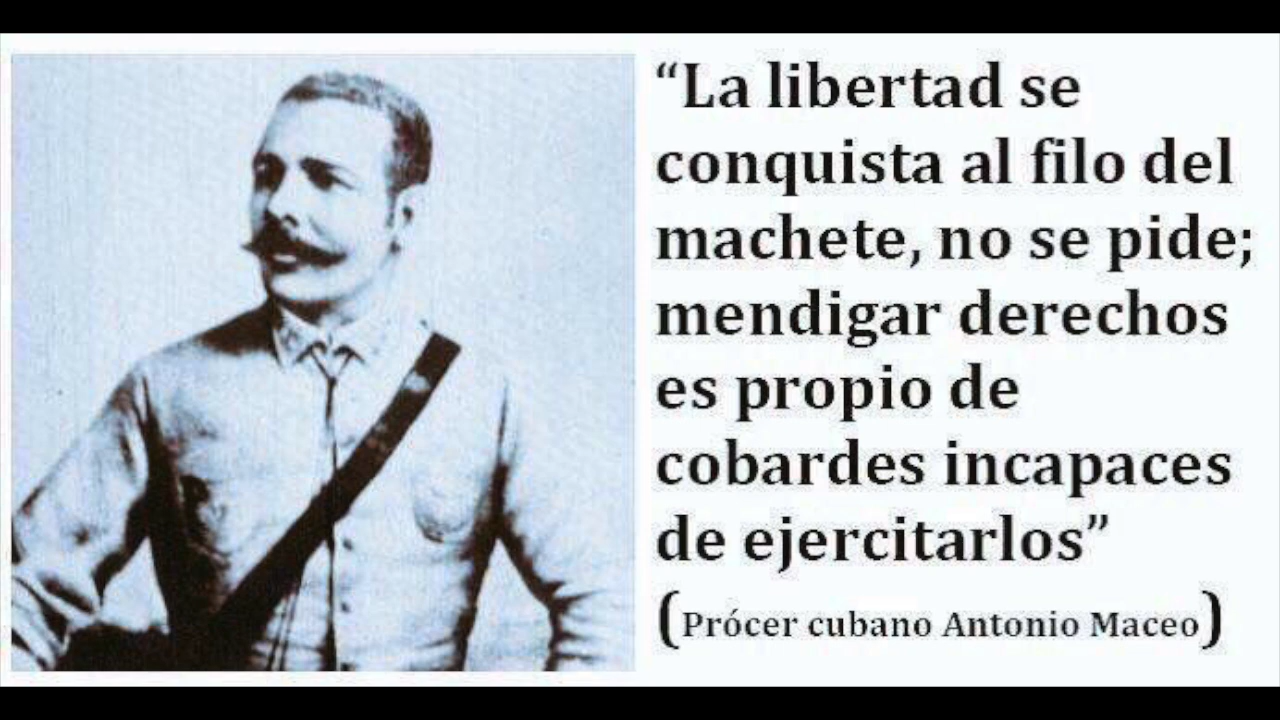 “La libertad se
conquista al filo del
machete, no se pide;
mendigar derechos
es propio de
cobardes incapaces
de ejercitarlos”
(Prócer cubano Antonio Maceo)